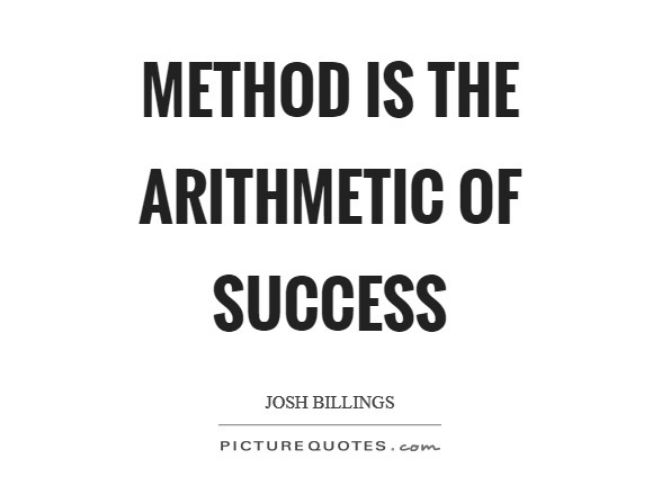 METHOD IS THE
ARITHMETIC OF
SUCCESS
JOSH BILLINGS
PICTUREQUOTES.com